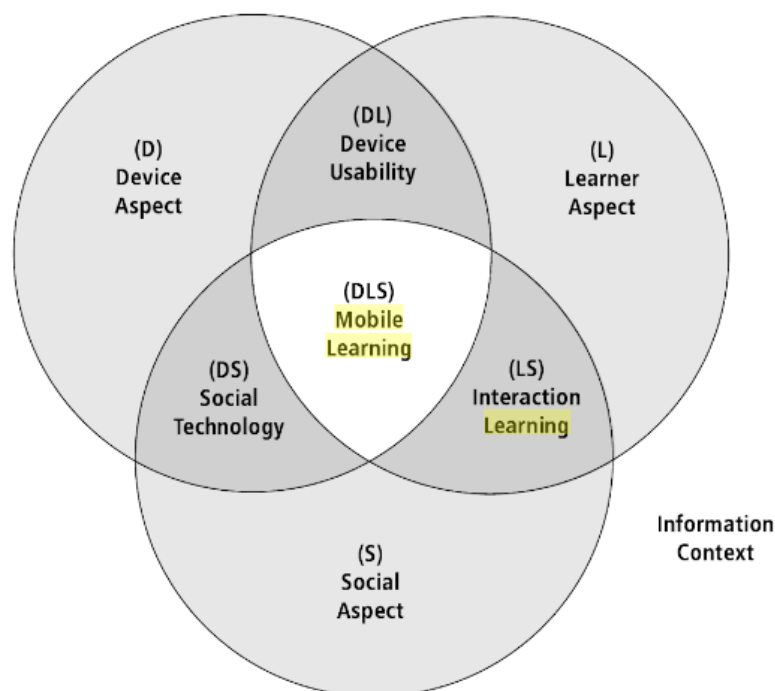 (DL)
Device
Usability
(D)
Device
Aspect
(L)
Learner
Aspect
(DLS)
Mobile
Learning
(DS)
Social
Technology
(LS)
Interaction
Learning
(S)
Social
Aspect
Information
Context